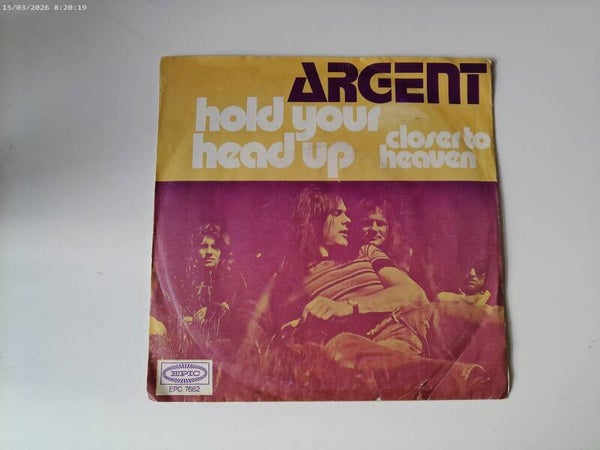 15/03/2026 8:20:19
ARGENT
hold your
head up
closer to
heaven
EPIC
EPC 7662